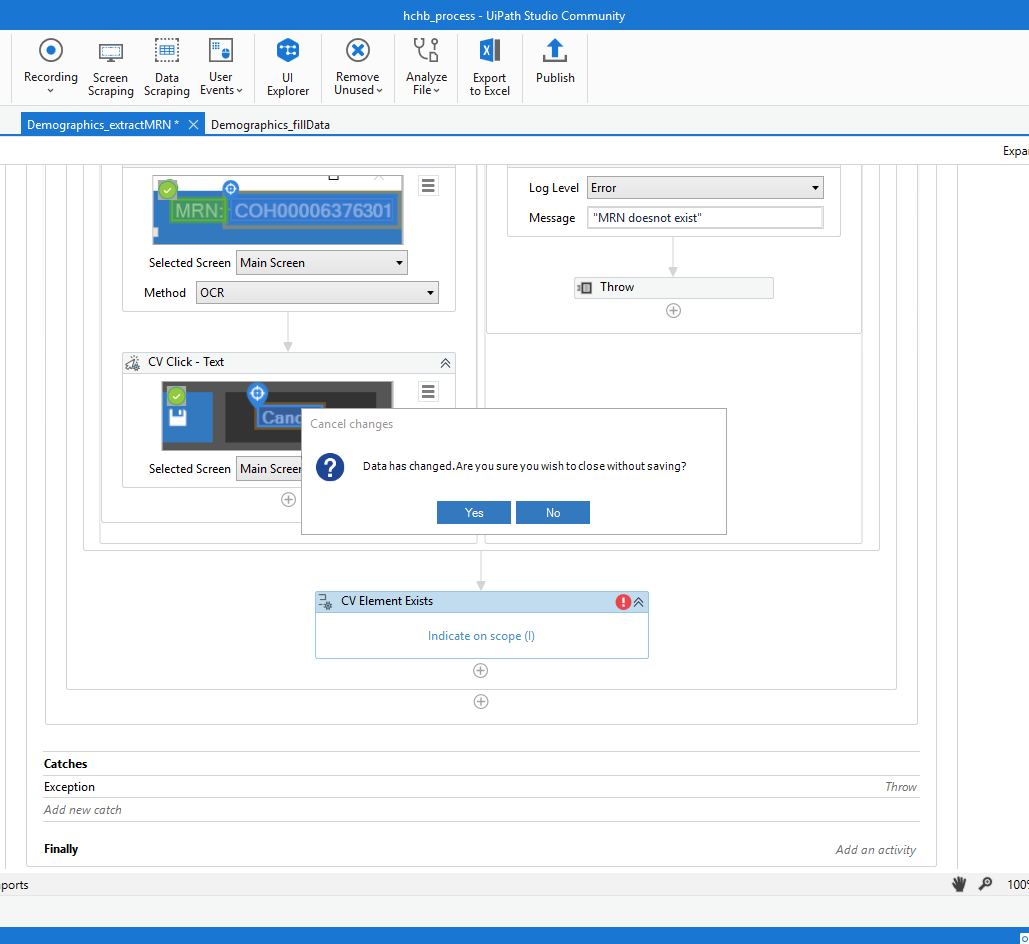 hchb_process - UiPath Studio Community
Recording
Screen Scraping
Data Scraping
User Events
UI Explorer
Remove Unused
Analyze File
Export to Excel
Publish
Demographics_extractMRN *
Demographics_fillData
Expa
MRN: COH00006376301
Selected Screen Main Screen
Method OCR
Log Level Error
Message "MRN doesnot exist"
Throw
CV Click - Text
Canc
Selected Screen Main Screen
Cancel changes
Data has changed.Are you sure you wish to close without saving?
Yes No
CV Element Exists
Indicate on scope (I)
Catches
Exception Throw
Add new catch
Finally Add an activity
ports
100%